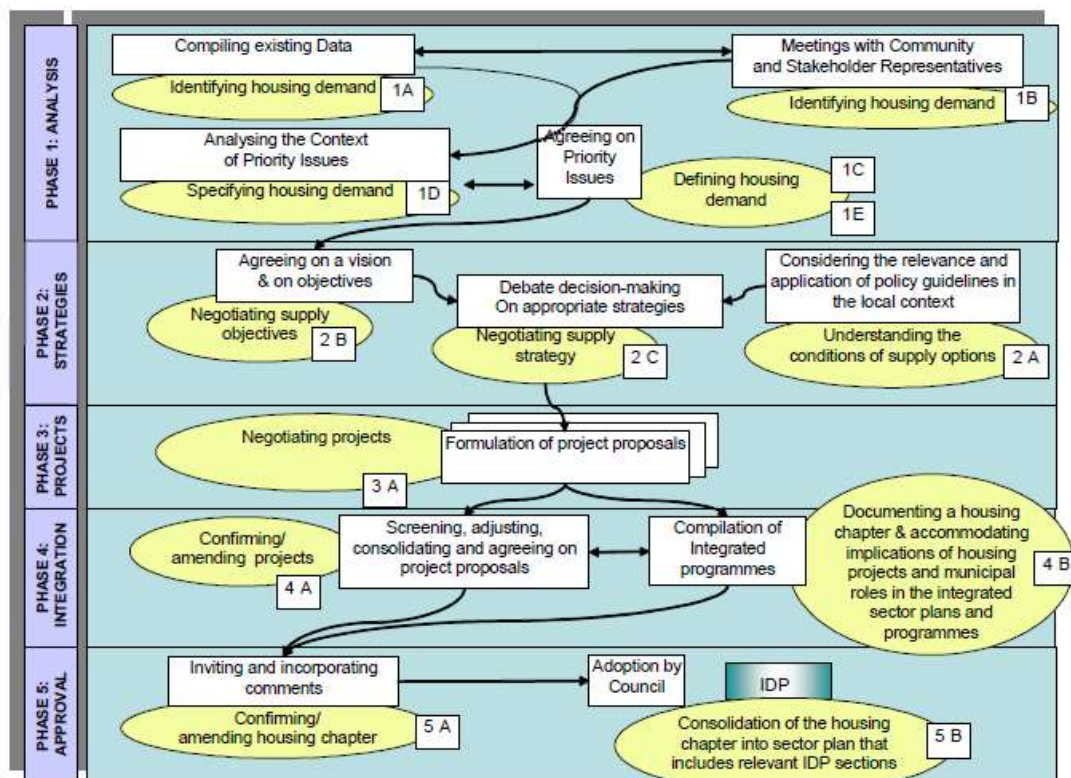 PHASE 1: ANALYSIS
Compiling existing Data
Identifying housing demand
1A
Meetings with Community
and Stakeholder Representatives
Identifying housing demand
1B
Analysing the Context
of Priority Issues
Specifying housing demand
1D
Agreeing on
Priority
Issues
Defining housing
demand
1C
1E
PHASE 2:
STRATEGIES
Agreeing on a vision
& on objectives
Negotiating supply
objectives
2 B
Debate decision-making
On appropriate strategies
Negotiating supply
strategy
2 C
Considering the relevance and
application of policy guidelines in
the local context
Understanding the
conditions of supply options
2 A
PHASE 3:
PROJECTS
Negotiating projects
3 A
Formulation of project proposals
PHASE 4:
INTEGRATION
Confirming/
amending projects
4 A
Screening, adjusting,
consolidating and agreeing on
project proposals
Compilation of
Integrated
programmes
Documenting a housing
chapter & accommodating
implications of housing
projects and municipal
roles in the integrated
sector plans and
programmes
4 B
PHASE 5:
APPROVAL
Inviting and incorporating
comments
Confirming/
amending housing chapter
5 A
Adoption by
Council
IDP
Consolidation of the housing
chapter into sector plan that
includes relevant IDP sections
5 B